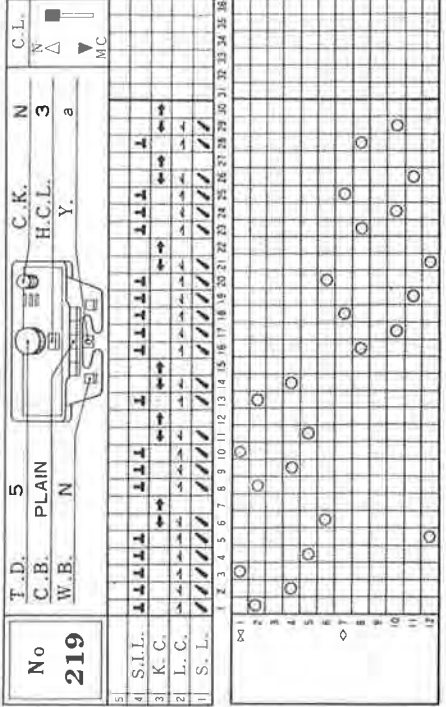 No
219
T.D. 5
C.B. PLAIN
W.B. N
C.K. N
H.C.L. 3
Y. a
C.L.
N
MC
5
4 S.I.L.
3 K.C.
2 L.C.
1 S.L.
1 2 3 4 5 6 7 8 9 10 11 12 13 14 15 16 17 18 19 20 21 22 23 24 25 26 27 28 29 30 31 32 33 34 35 36
1
2
3
4
5
6
7
8
9
10
11
12